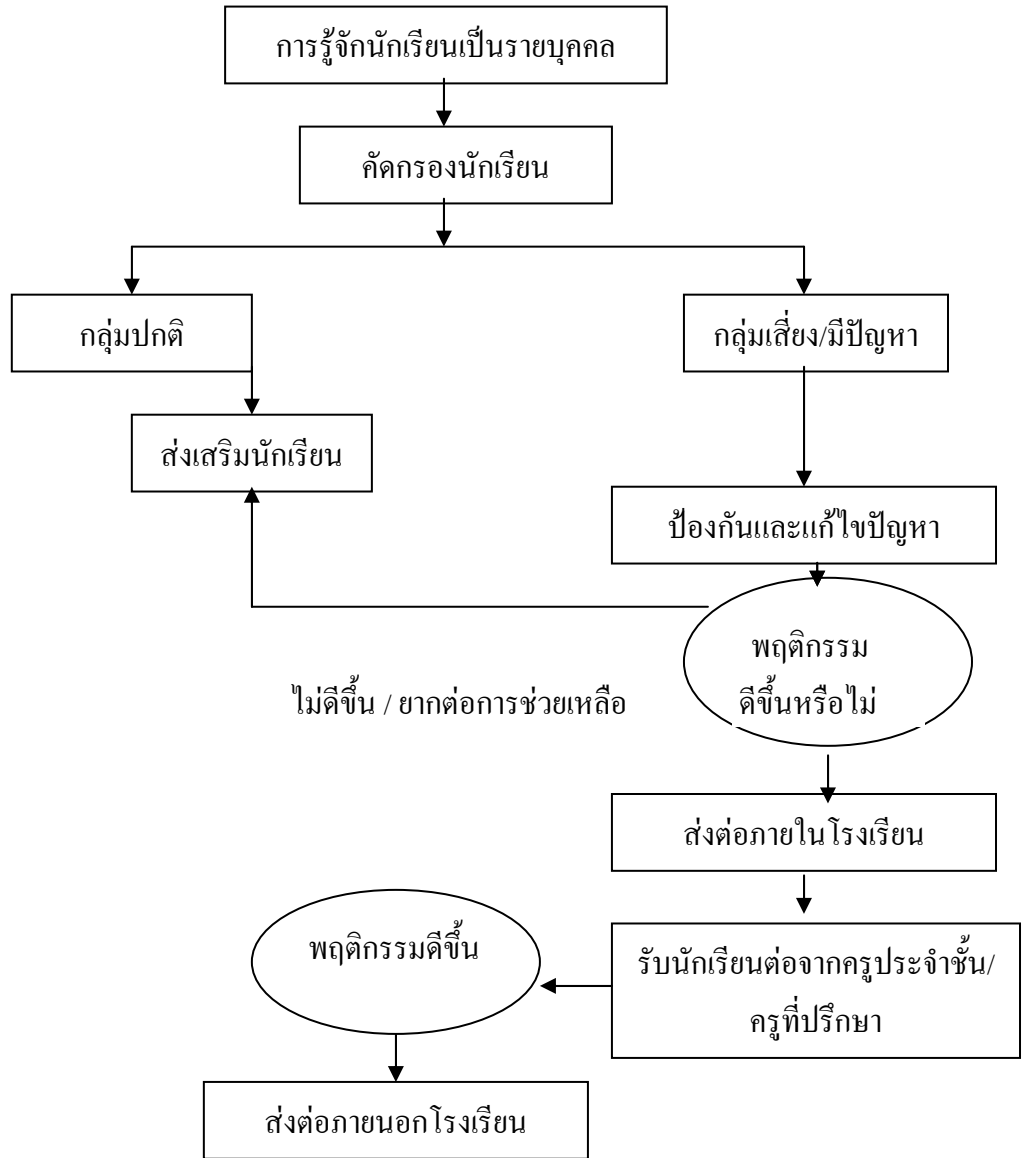 การรู้จักนักเรียนเป็นรายบุคคล
คัดกรองนักเรียน
กลุ่มปกติ
กลุ่มเสี่ยง/มีปัญหา
ส่งเสริมนักเรียน
ป้องกันและแก้ไขปัญหา
พฤติกรรม
ดีขึ้นหรือไม่
ไม่ดีขึ้น / ยากต่อการช่วยเหลือ
ส่งต่อภายในโรงเรียน
พฤติกรรมดีขึ้น
รับนักเรียนต่อจากครูประจำชั้น/
ครูที่ปรึกษา
ส่งต่อภายนอกโรงเรียน